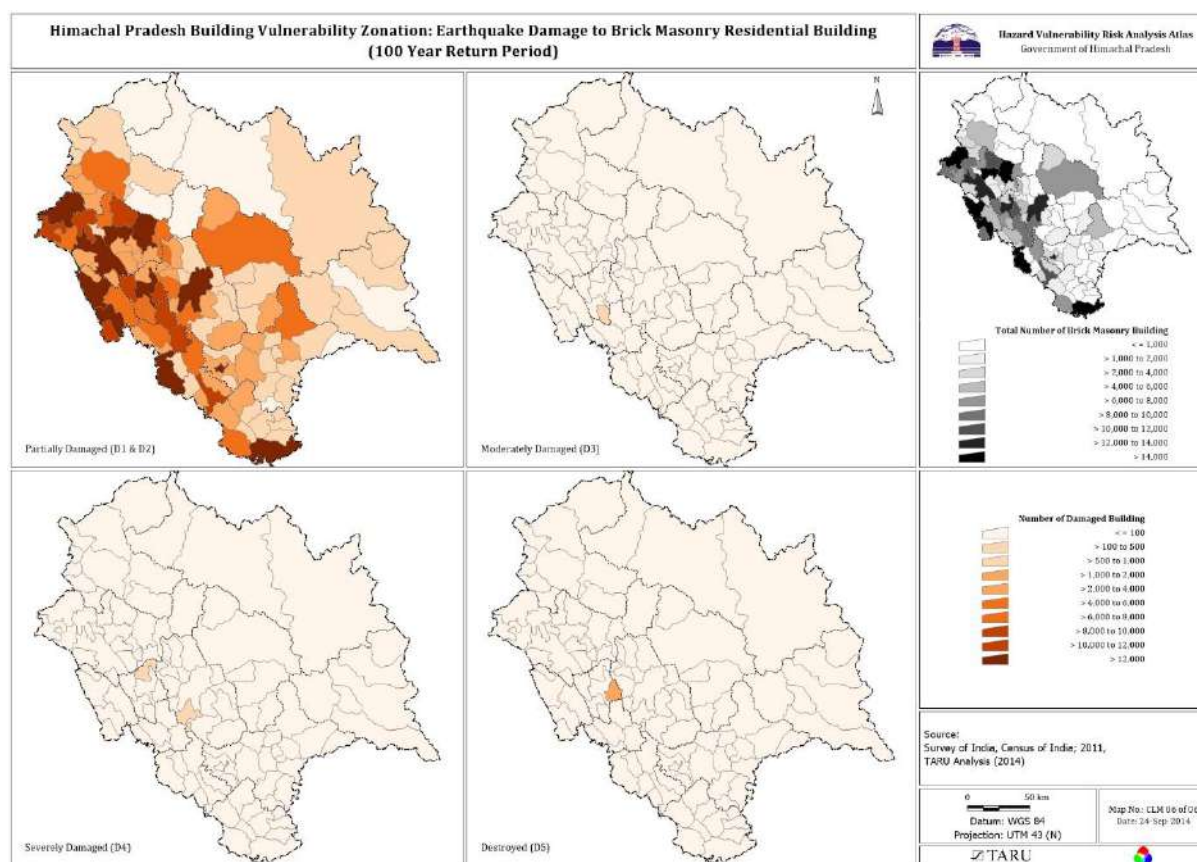 Himachal Pradesh Building Vulnerability Zonation: Earthquake Damage to Brick Masonry Residential Building
(100 Year Return Period)
Hazard Vulnerability Risk Analysis Atlas
Government of Himachal Pradesh
N
Partially Damaged (D1 & D2)
Moderately Damaged (D3)
Total Number of Brick Masonry Building
<= 1,000
> 1,000 to 2,000
> 2,000 to 4,000
> 4,000 to 6,000
> 6,000 to 8,000
> 8,000 to 10,000
> 10,000 to 12,000
> 12,000 to 14,000
> 14,000
Severely Damaged (D4)
Destroyed (D5)
Number of Damaged Building
<= 100
> 100 to 500
> 500 to 1,000
> 1,000 to 2,000
> 2,000 to 4,000
> 4,000 to 6,000
> 6,000 to 8,000
> 8,000 to 10,000
> 10,000 to 12,000
> 12,000
Source:
Survey of India, Census of India; 2011,
TARU Analysis (2014)
0 50 km
Datum: WGS 84
Projection: UTM 43 (N)
Map No.: CLM 06 of 06
Date: 24-Sep-2014
TARU